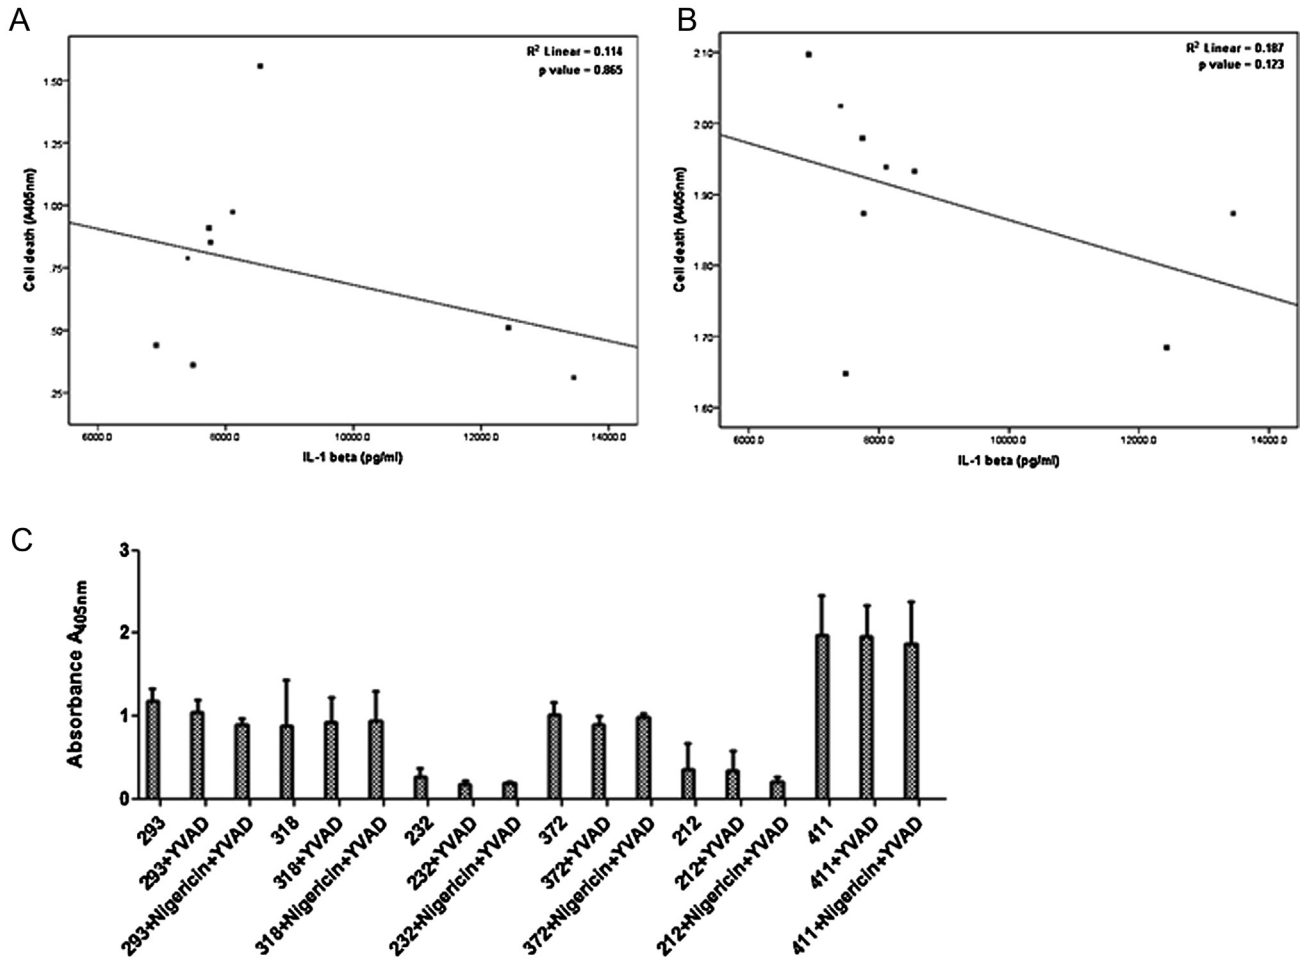 A
R² Linear = 0.114
p value = 0.865
1.50
1.25
1.00
.75
.50
.25
Cell death (A405nm)
6000.0 8000.0 10000.0 12000.0 14000.0
IL-1 beta (pg/ml)
B
R² Linear = 0.187
p value = 0.123
2.10
2.00
1.90
1.80
1.70
1.60
Cell death (A405nm)
6000.0 8000.0 10000.0 12000.0 14000.0
IL-1 beta (pg/ml)
C
3
2
1
0
Absorbance A405nm
293
293+YVAD
293+Nigericin+YVAD
318
318+YVAD
318+Nigericin+YVAD
232
232+YVAD
232+Nigericin+YVAD
372
372+YVAD
372+Nigericin+YVAD
212
212+YVAD
212+Nigericin+YVAD
411
411+YVAD
411+Nigericin+YVAD